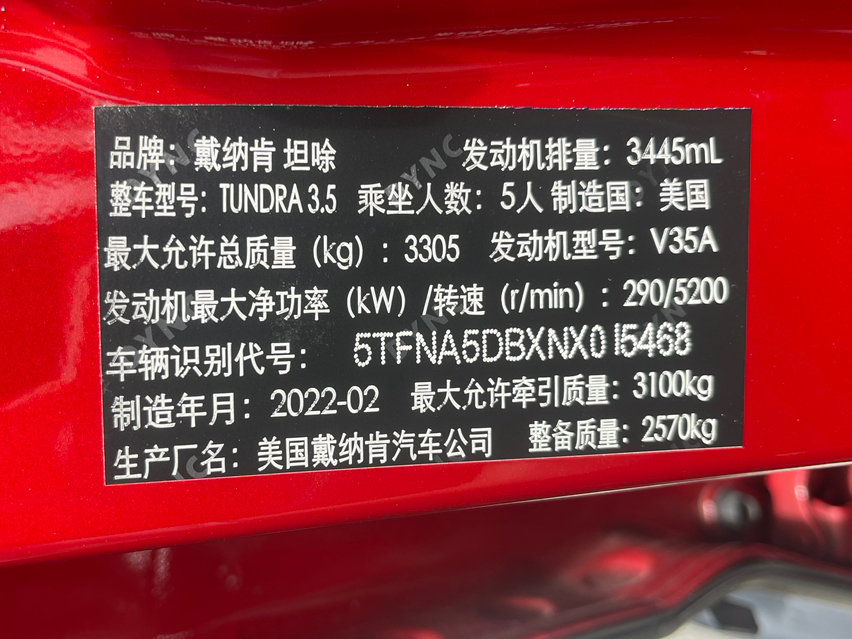 品牌：戴纳肯 坦唋 发动机排量：3445mL
整车型号：TUNDRA 3.5 乘坐人数：5人 制造国：美国
最大允许总质量（kg）: 3305 发动机型号：V35A
发动机最大净功率（kW）/转速（r/min）: 290/5200
车辆识别代号：5TFNA5DBXNX015468
制造年月：2022-02 最大允许牵引质量：3100kg
生产厂名：美国戴纳肯汽车公司 整备质量：2570kg